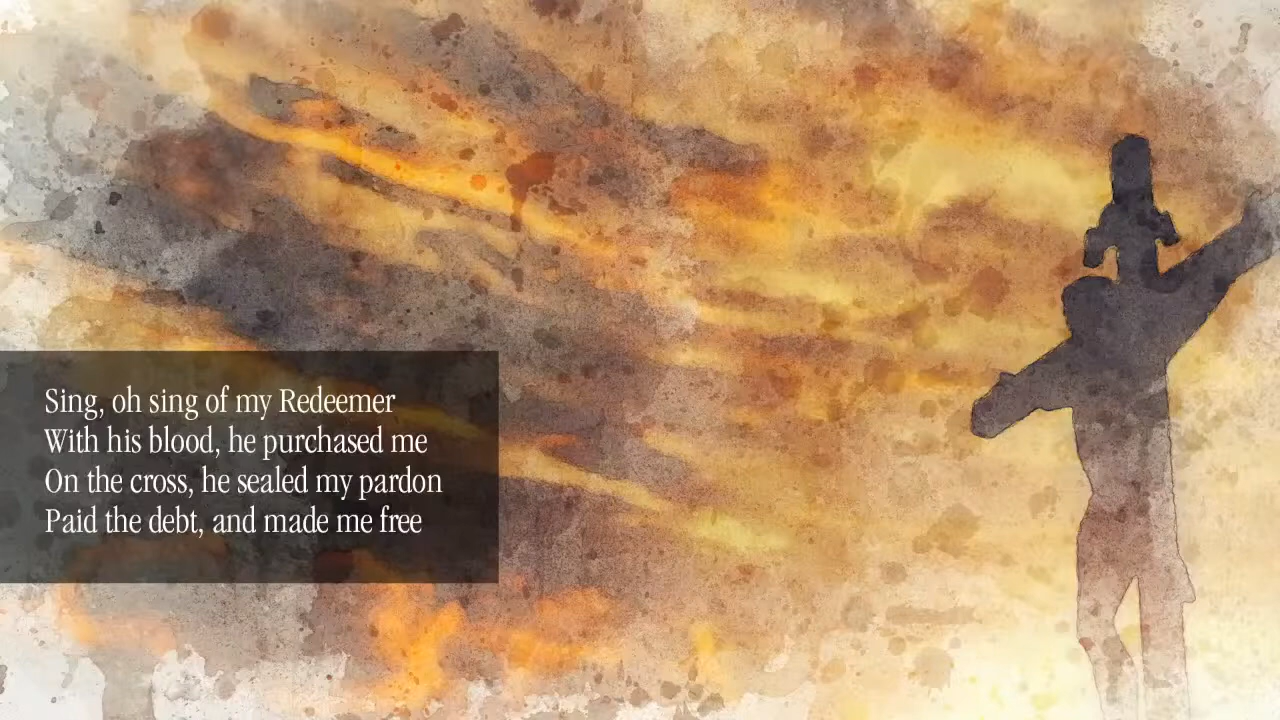 Sing, oh sing of my Redeemer
With his blood, he purchased me
On the cross, he sealed my pardon
Paid the debt, and made me free